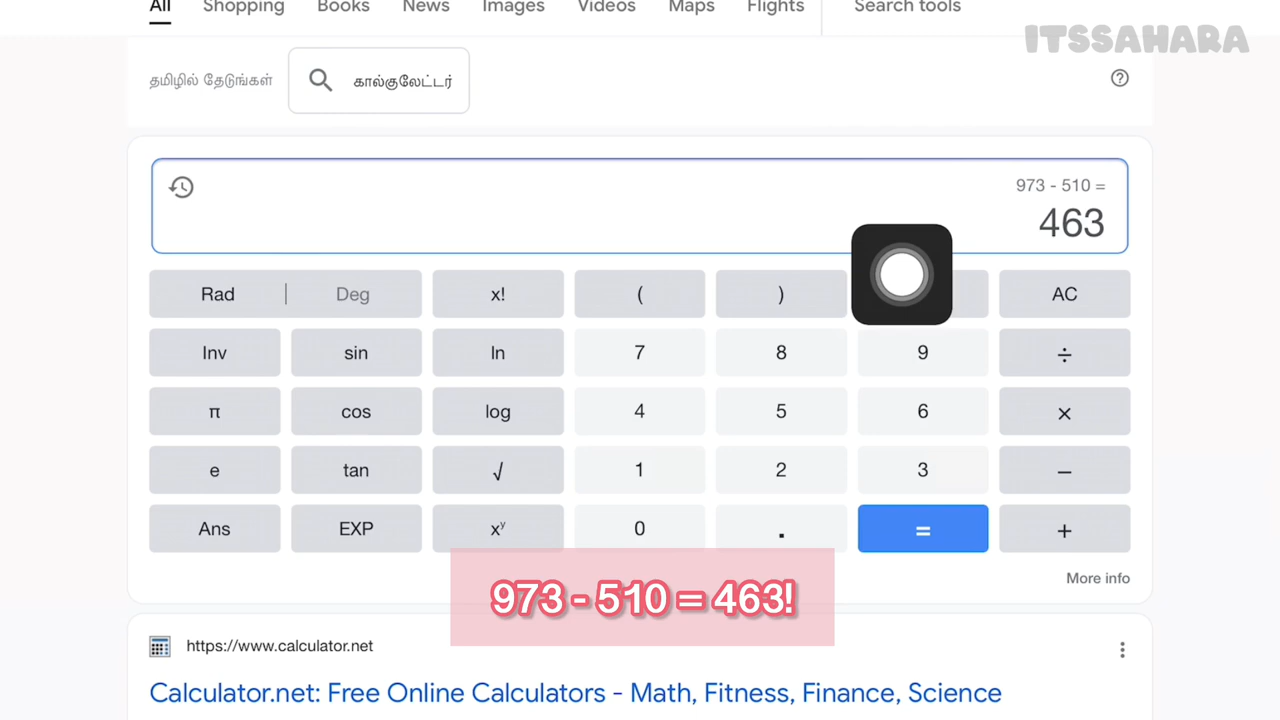 All Shopping Books News Images Videos Maps Flights Search tools
ITSSAHARA
தமிழில் தேடுங்கள் கால்குலேட்டர்
973 - 510 =
463
Rad Deg x! ( ) AC
Inv sin ln 7 8 9 ÷
π cos log 4 5 6 ×
e tan √ 1 2 3 −
Ans EXP xʸ 0 . = +
More info
973 - 510 = 463!
https://www.calculator.net
Calculator.net: Free Online Calculators - Math, Fitness, Finance, Science